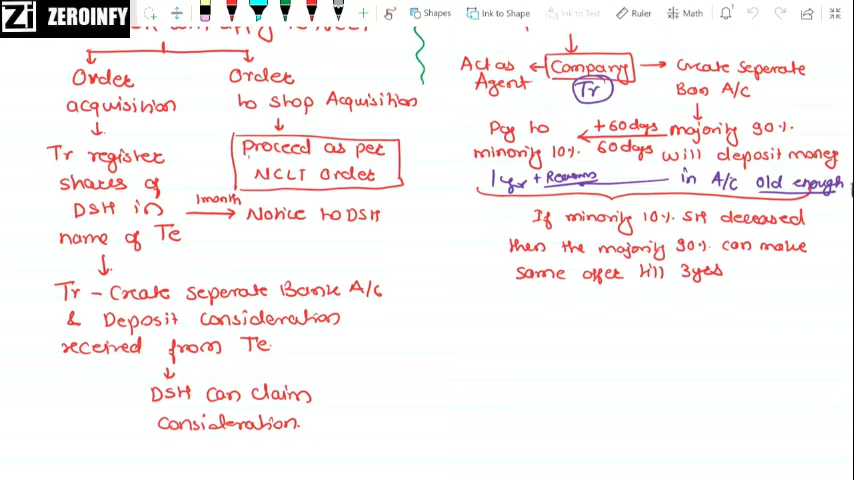 Zi ZEROINFY
Shapes Ink to Shape Ink to Text Ruler Math
Order acquisition
Order to stop Acquisition
Proceed as per
NCLT Order
Tr register
shares of
DSH in
name of Te
1month
Notice to DSH
Tr - Create seperate Bank A/C
& Deposit consideration
received from Te.
DSH can claim
consideration.
Act as
Agent
Company
Tr
Create seperate
Ban A/C
majority 90%
will deposit money
in A/C old enough
+60 days
60 days
Pay to
minority 10%
1 yr + Reasons
If minority 10% SH deceased
then the majority 90% can make
same offer till 3yrs